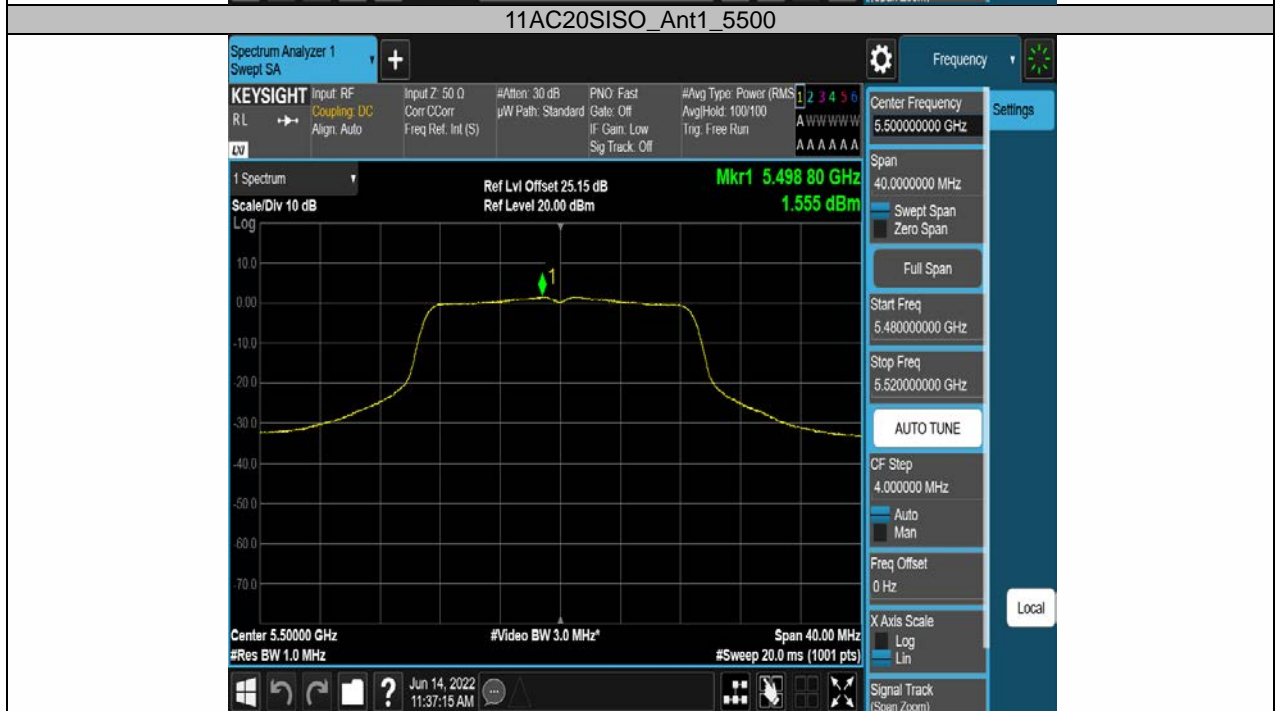 (Span Zoom)
11AC20SISO_Ant1_5500
Spectrum Analyzer 1
Swept SA
+
Frequency
KEYSIGHT
RL
LXI
Input: RF
Coupling: DC
Align: Auto
Input Z: 50 Ω
Corr CCorr
Freq Ref: Int (S)
#Atten: 30 dB
µW Path: Standard
PNO: Fast
Gate: Off
IF Gain: Low
Sig Track: Off
#Avg Type: Power (RMS
Avg|Hold: 100/100
Trig: Free Run
1 2 3 4 5 6
A W W W W W
A A A A A A
1 Spectrum
Scale/Div 10 dB
Log
Ref Lvl Offset 25.15 dB
Ref Level 20.00 dBm
Mkr1 5.498 80 GHz
1.555 dBm
10.0
0.00
-10.0
-20.0
-30.0
-40.0
-50.0
-60.0
-70.0
1
Center 5.50000 GHz
#Res BW 1.0 MHz
#Video BW 3.0 MHz*
Span 40.00 MHz
#Sweep 20.0 ms (1001 pts)
Center Frequency
5.500000000 GHz
Settings
Span
40.0000000 MHz
Swept Span
Zero Span
Full Span
Start Freq
5.480000000 GHz
Stop Freq
5.520000000 GHz
AUTO TUNE
CF Step
4.000000 MHz
Auto
Man
Freq Offset
0 Hz
X Axis Scale
Log
Lin
Local
Signal Track
(Span Zoom)
?
Jun 14, 2022
11:37:15 AM